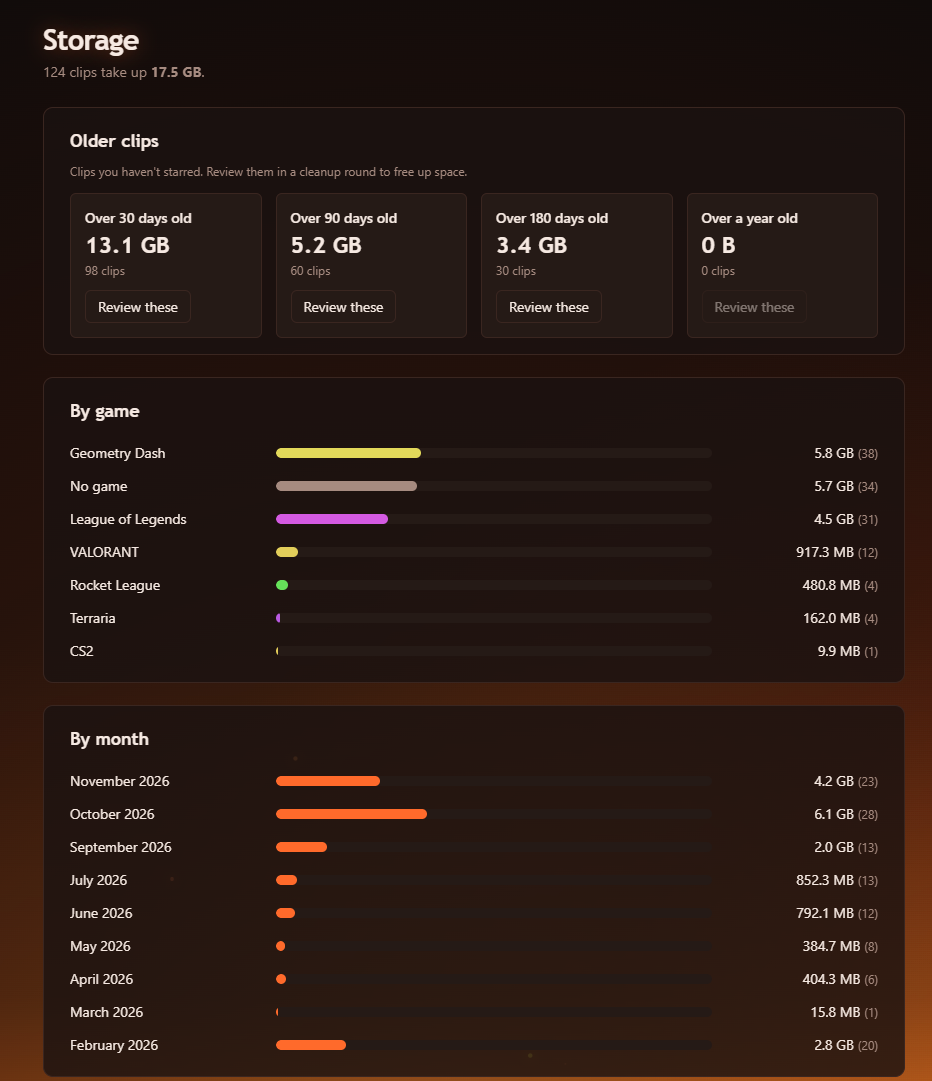 Storage
124 clips take up 17.5 GB.
Older clips
Clips you haven't starred. Review them in a cleanup round to free up space.
Over 30 days old
13.1 GB
98 clips
Review these
Over 90 days old
5.2 GB
60 clips
Review these
Over 180 days old
3.4 GB
30 clips
Review these
Over a year old
0 B
0 clips
Review these
By game
Geometry Dash 5.8 GB (38)
No game 5.7 GB (34)
League of Legends 4.5 GB (31)
VALORANT 917.3 MB (12)
Rocket League 480.8 MB (4)
Terraria 162.0 MB (4)
CS2 9.9 MB (1)
By month
November 2026 4.2 GB (23)
October 2026 6.1 GB (28)
September 2026 2.0 GB (13)
July 2026 852.3 MB (13)
June 2026 792.1 MB (12)
May 2026 384.7 MB (8)
April 2026 404.3 MB (6)
March 2026 15.8 MB (1)
February 2026 2.8 GB (20)